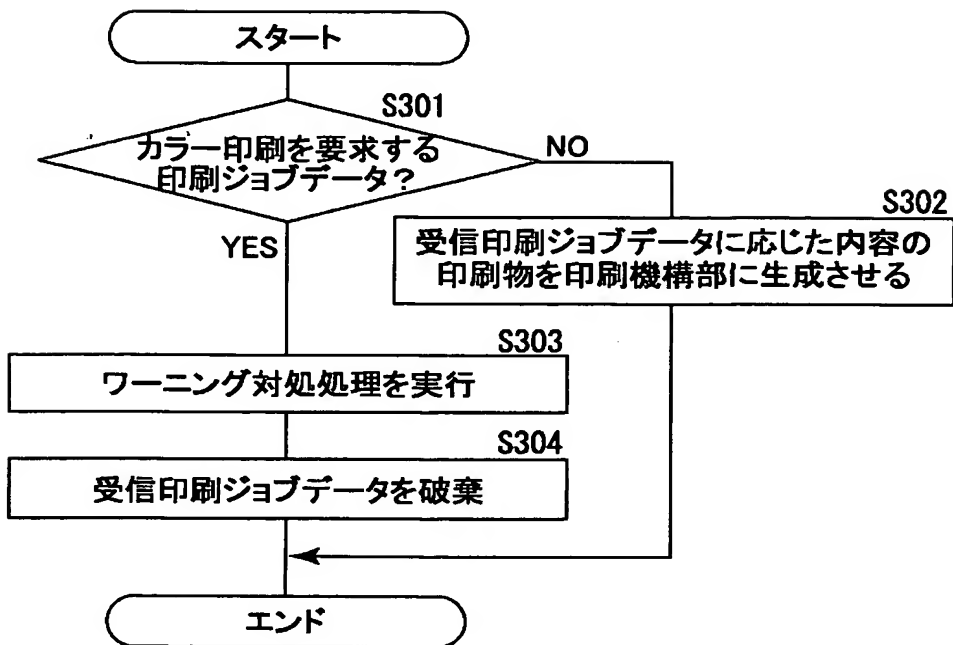 スタート
S301
カラー印刷を要求する
印刷ジョブデータ?
NO
YES
S302
受信印刷ジョブデータに応じた内容の
印刷物を印刷機構部に生成させる
S303
ワーニング対処処理を実行
S304
受信印刷ジョブデータを破棄
エンド